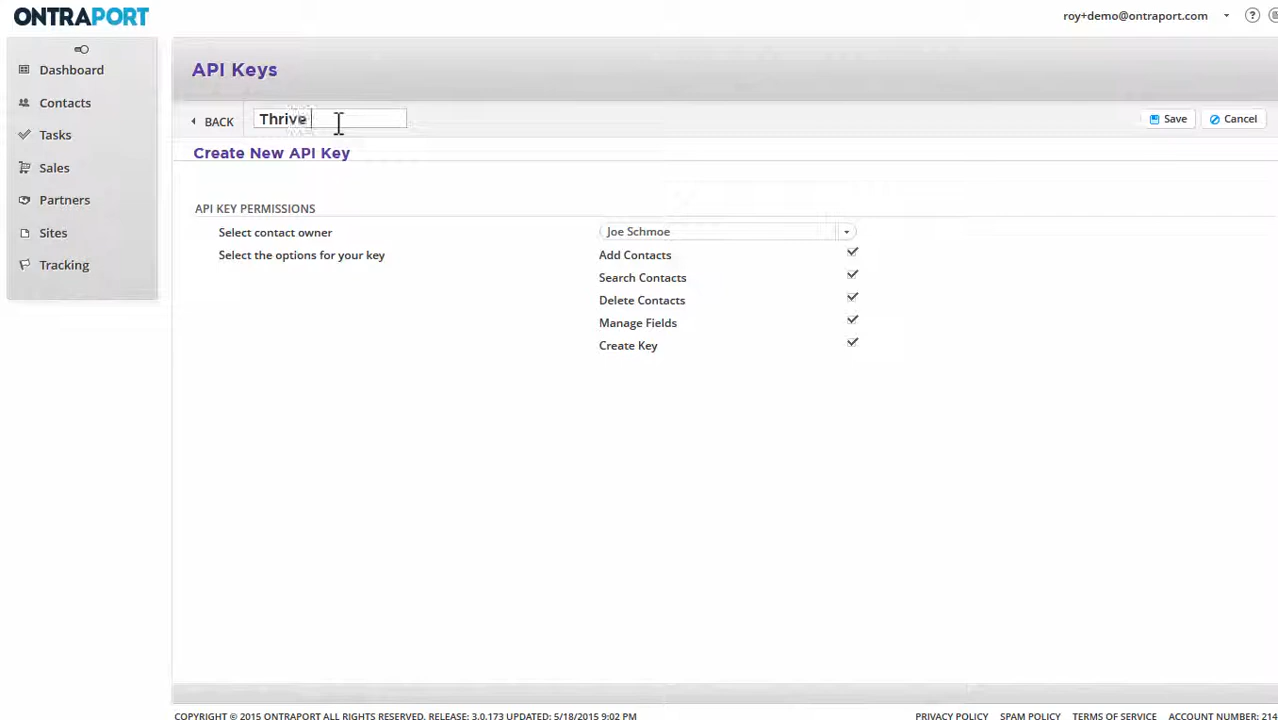 ONTRAPORT
roy+demo@ontraport.com
Dashboard
Contacts
Tasks
Sales
Partners
Sites
Tracking
API Keys
BACK
Thrive
Save
Cancel
Create New API Key
API KEY PERMISSIONS
Select contact owner
Joe Schmoe
Select the options for your key
Add Contacts
Search Contacts
Delete Contacts
Manage Fields
Create Key
COPYRIGHT © 2015 ONTRAPORT ALL RIGHTS RESERVED. RELEASE: 3.0.173 UPDATED: 5/18/2015 9:02 PM
PRIVACY POLICY SPAM POLICY TERMS OF SERVICE ACCOUNT NUMBER: 214